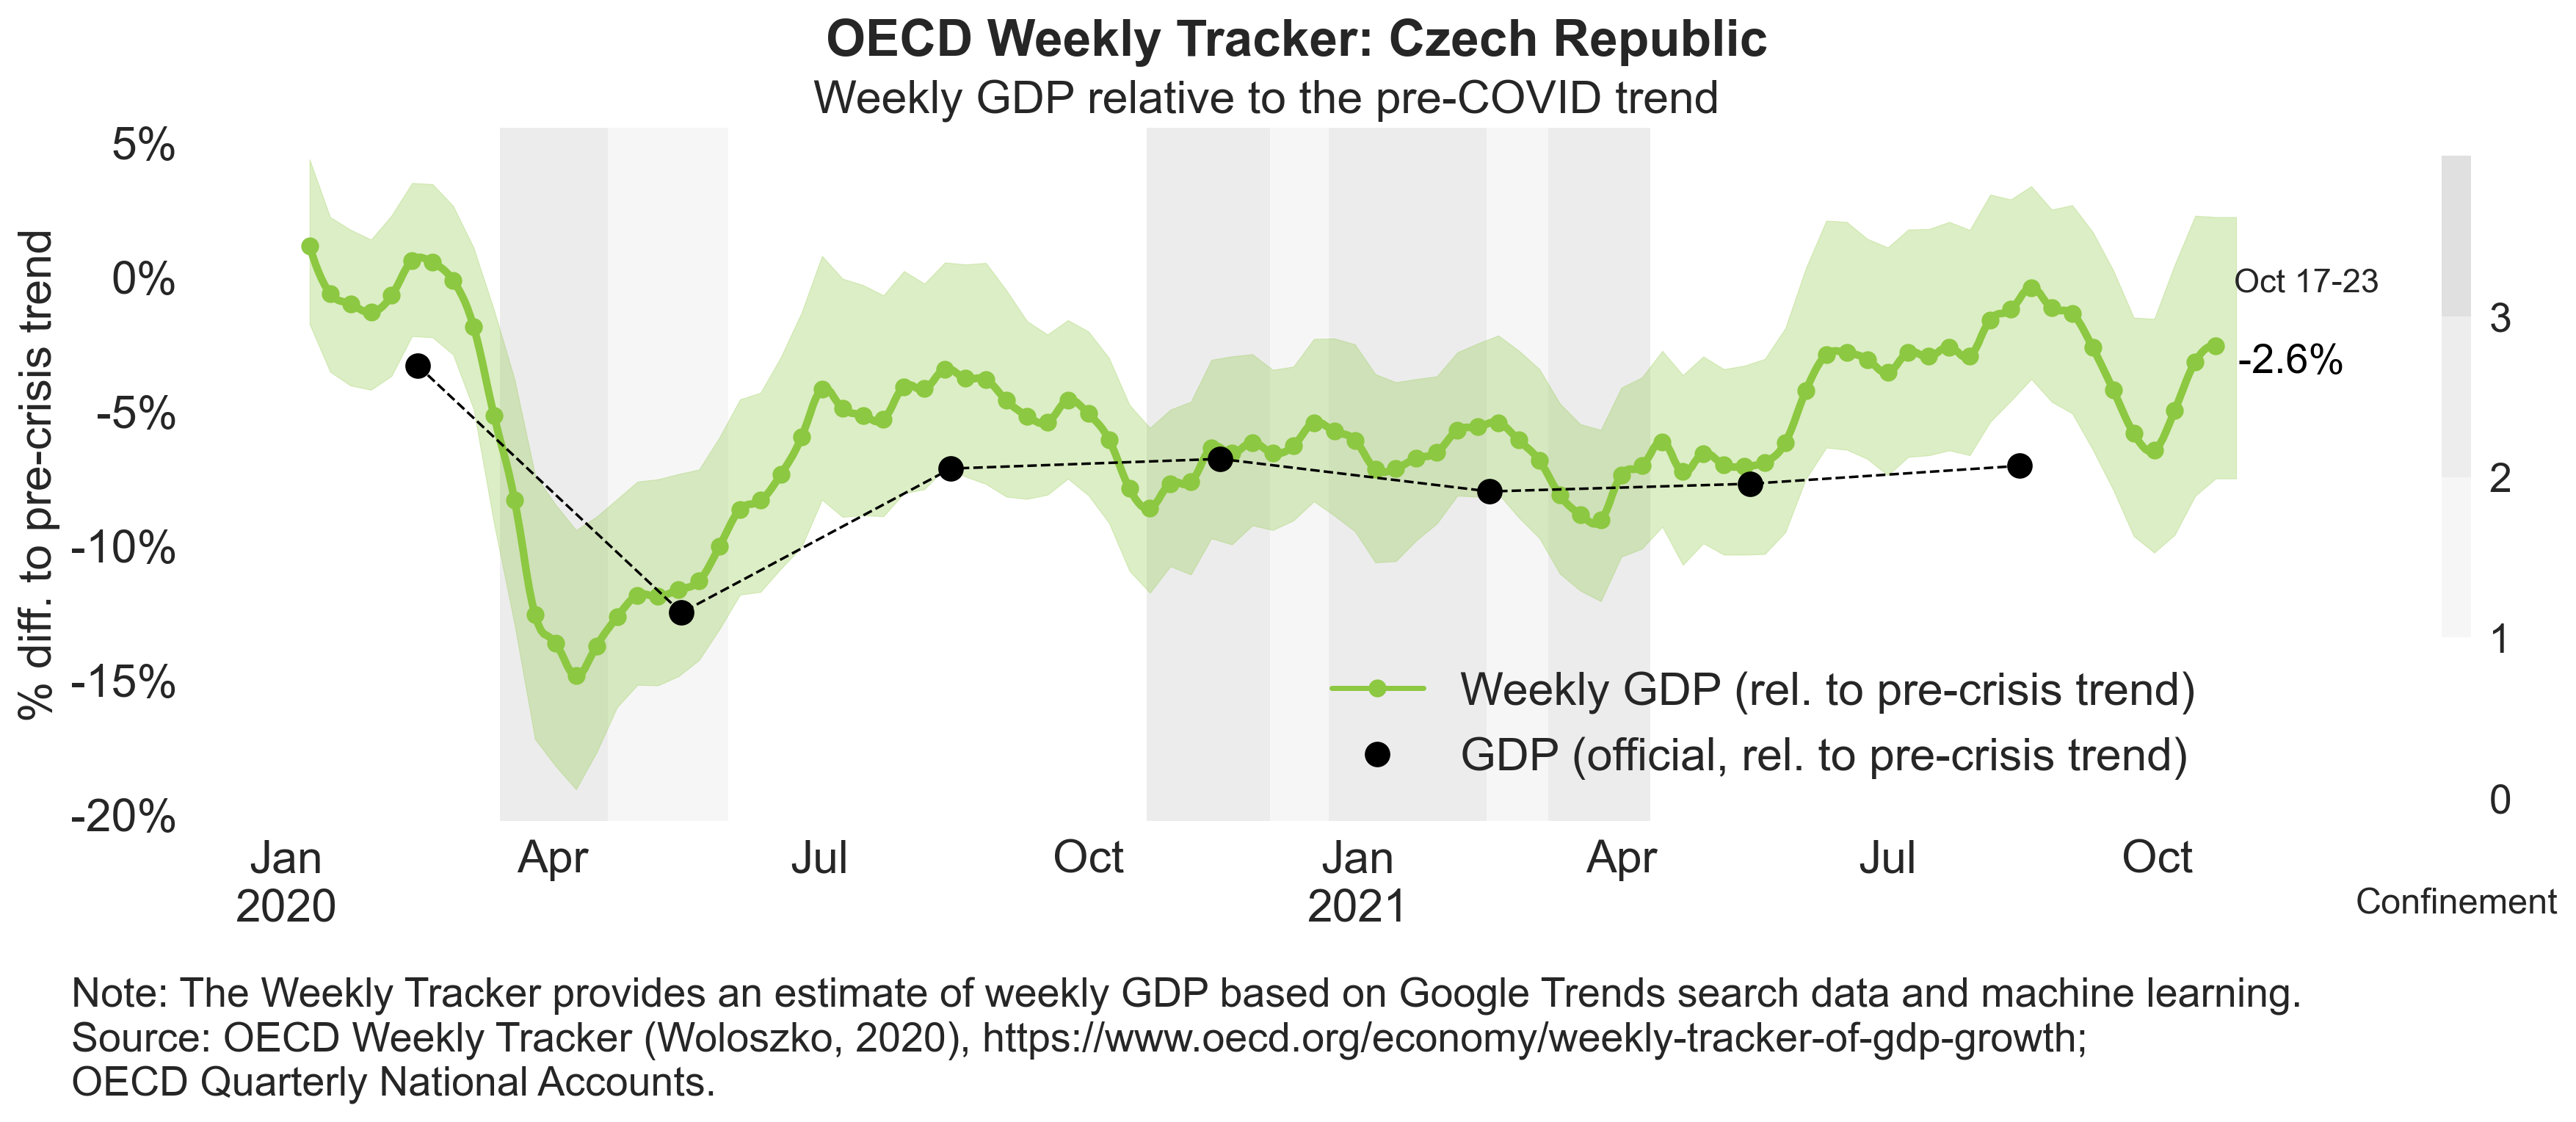 OECD Weekly Tracker: Czech Republic
Weekly GDP relative to the pre-COVID trend
% diff. to pre-crisis trend
5%
0%
-5%
-10%
-15%
-20%
Oct 17-23
-2.6%
3
2
1
0
Weekly GDP (rel. to pre-crisis trend)
GDP (official, rel. to pre-crisis trend)
Jan Apr Jul Oct Jan Apr Jul Oct
2020 2021
Confinement
Note: The Weekly Tracker provides an estimate of weekly GDP based on Google Trends search data and machine learning.
Source: OECD Weekly Tracker (Woloszko, 2020), https://www.oecd.org/economy/weekly-tracker-of-gdp-growth;
OECD Quarterly National Accounts.